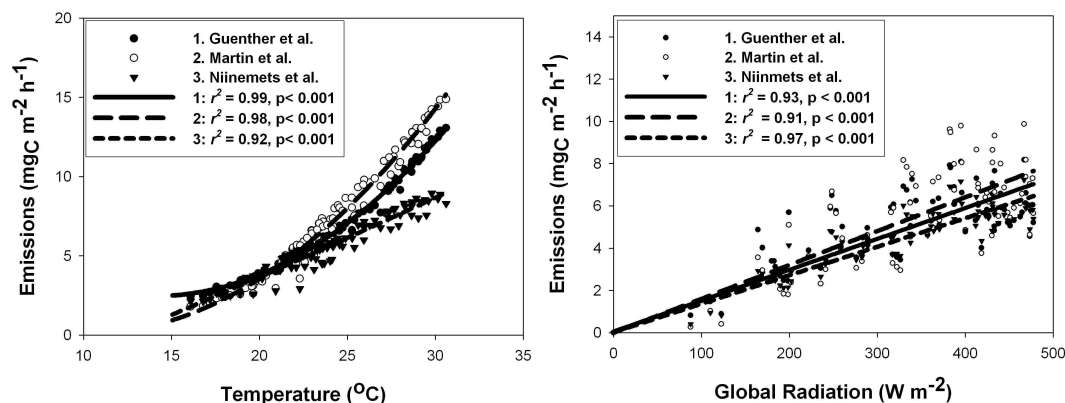 Emissions (mgC m-2 h-1)
20
15
10
5
0
1. Guenther et al.
2. Martin et al.
3. Niinemets et al.
1: r2 = 0.99, p< 0.001
2: r2 = 0.98, p< 0.001
3: r2 = 0.92, p< 0.001
10 15 20 25 30 35
Temperature (OC)
Emissions (mgC m-2 h-1)
14
12
10
8
6
4
2
0
1. Guenther et al.
2. Martin et al.
3. Niinmets et al.
1: r2 = 0.93, p< 0.001
2: r2 = 0.91, p< 0.001
3: r2 = 0.97, p< 0.001
0 100 200 300 400 500
Global Radiation (W m-2)